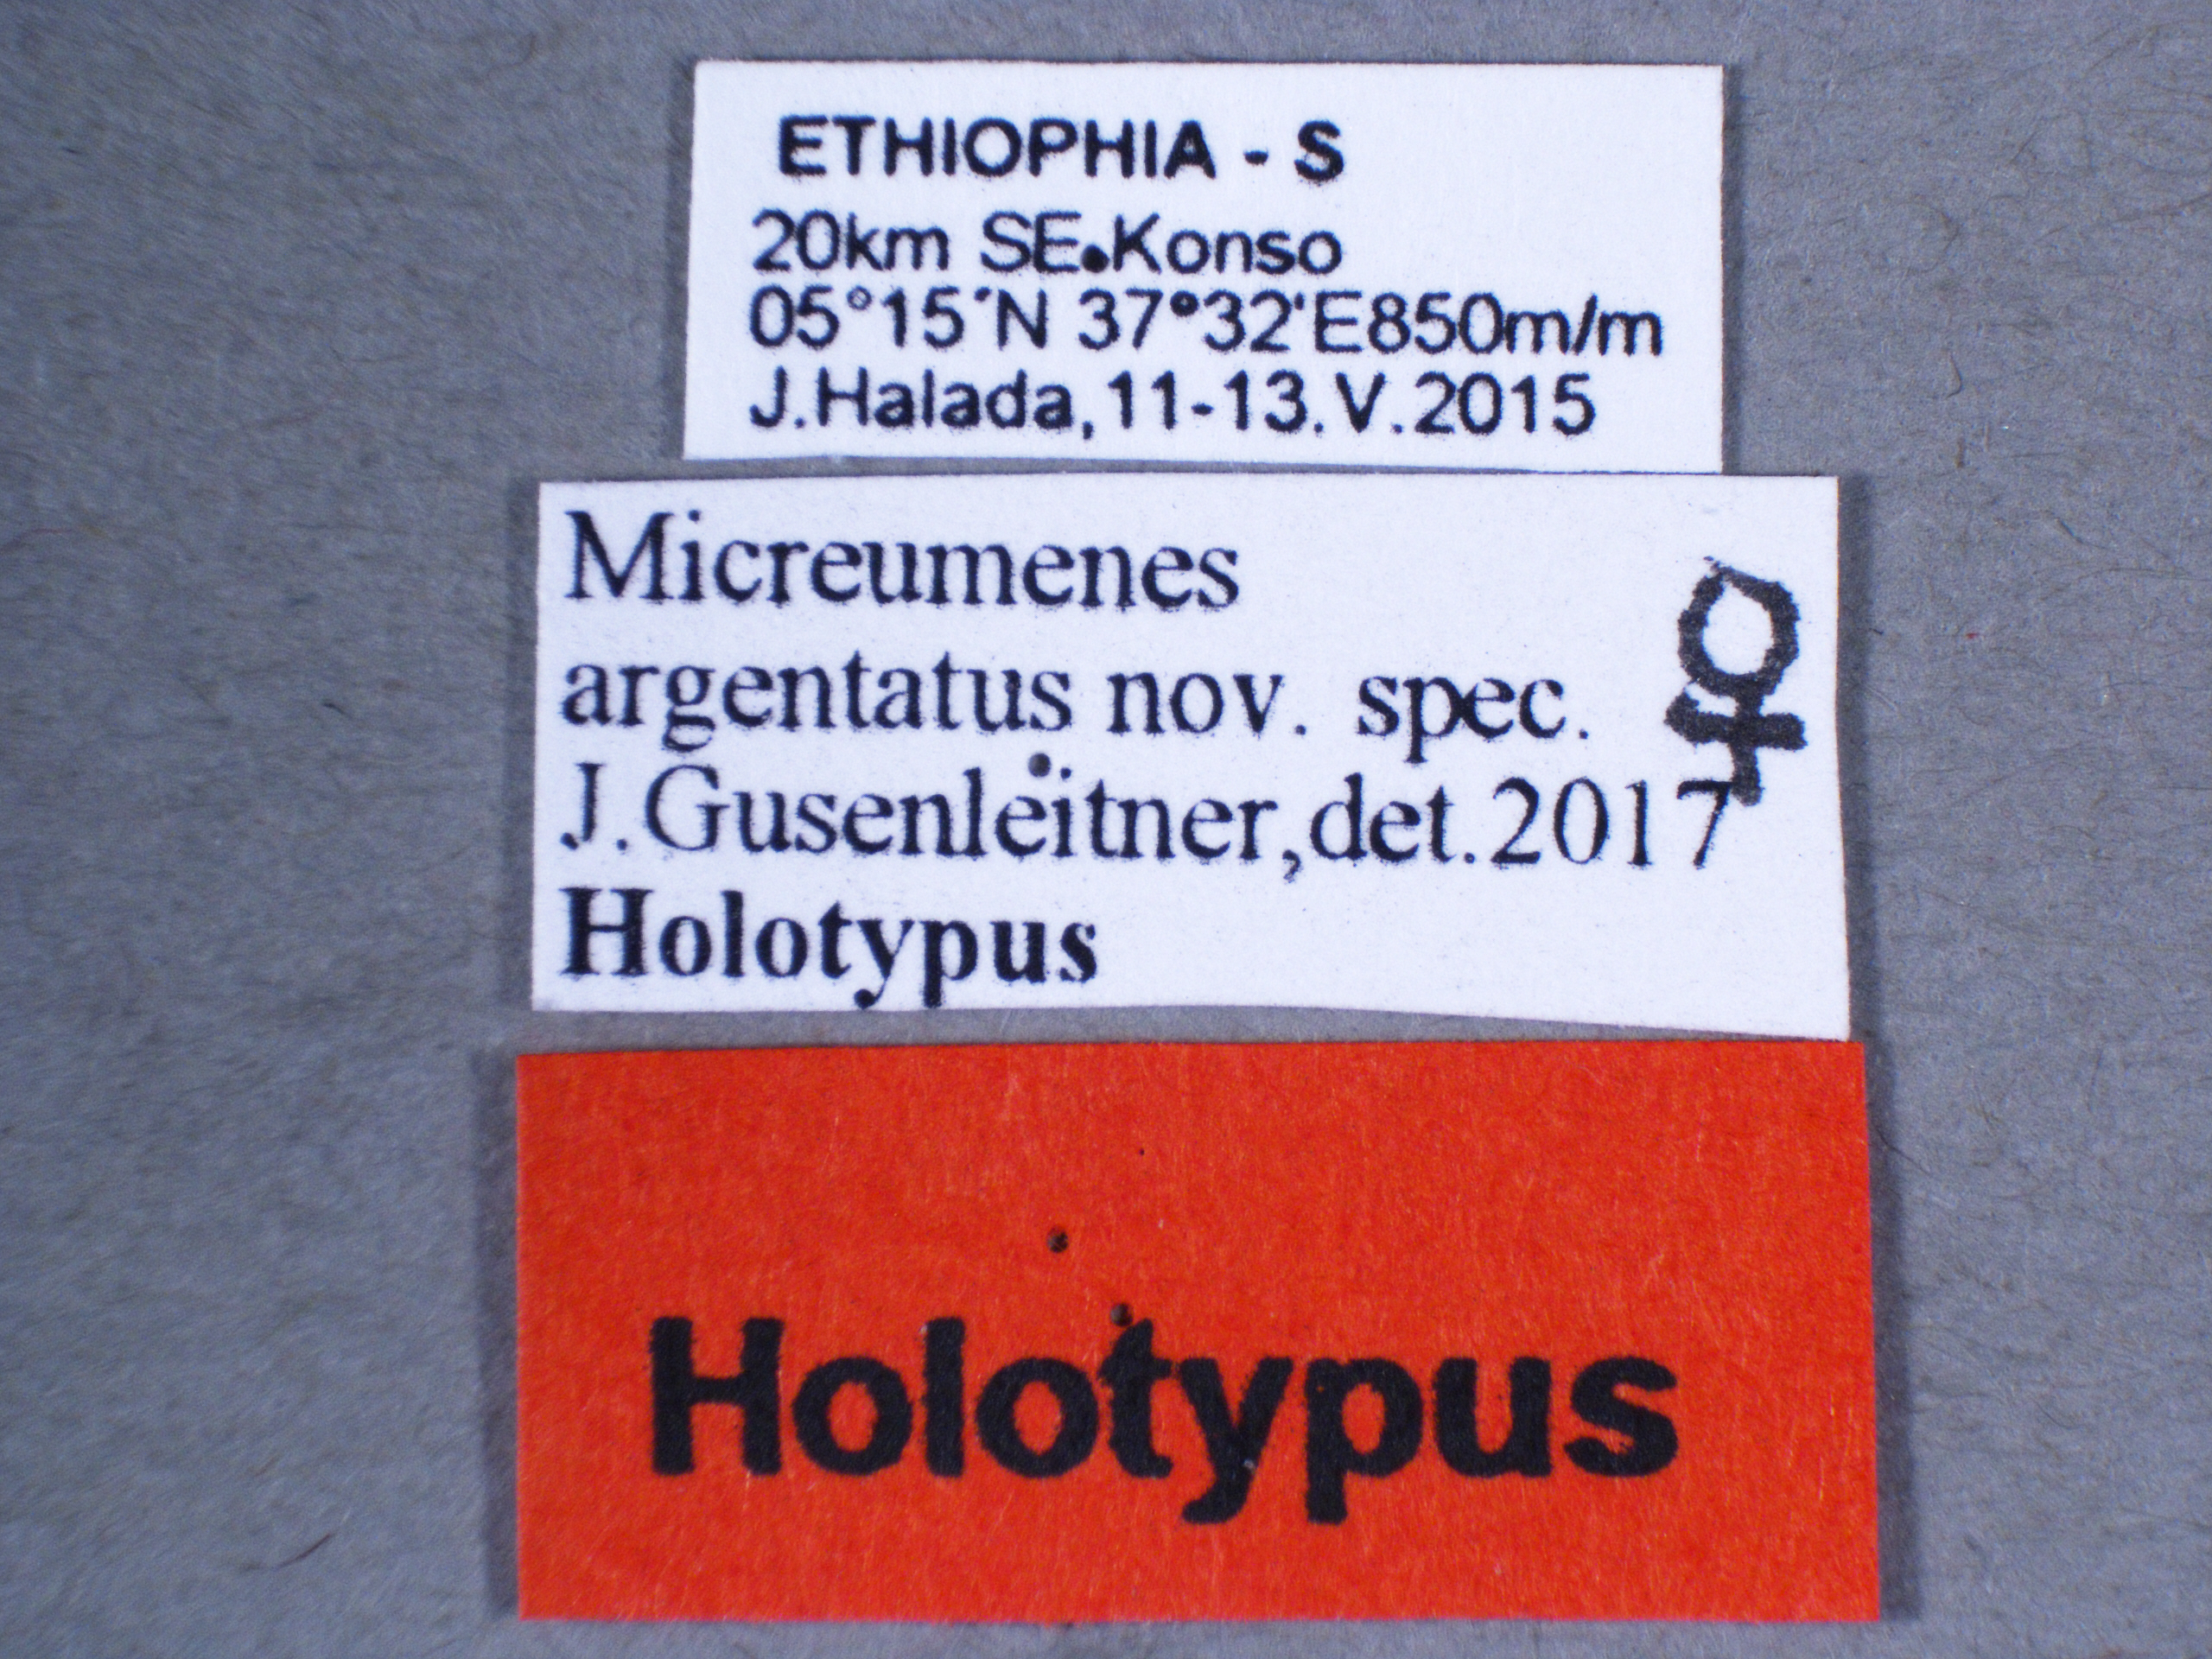 ETHIOPHIA - S
20km SE.Konso
05°15´N 37°32'E850m/m
J.Halada,11-13.V.2015
Micreumenes
argentatus nov. spec. ♀
J.Gusenleitner,det.2017
Holotypus
Holotypus